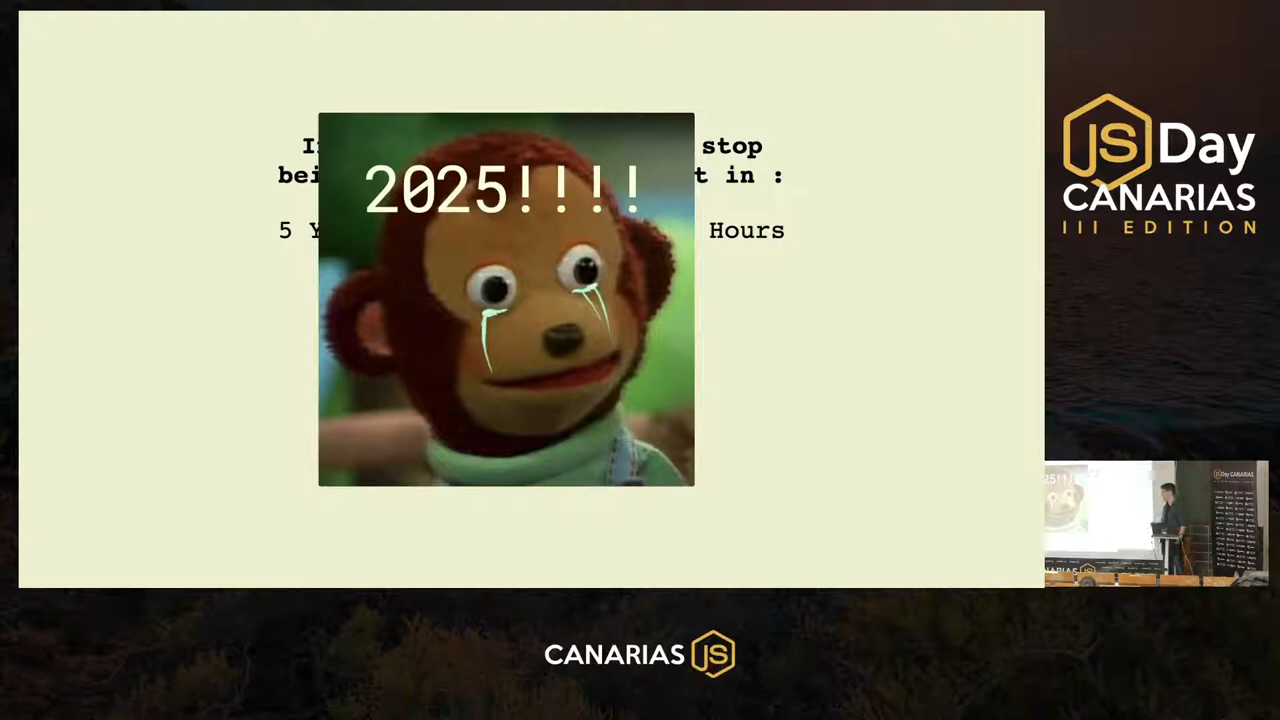 stop
bei t in :
2025!!!!
5 Y Hours
JS Day
CANARIAS
III EDITION
CANARIAS JS